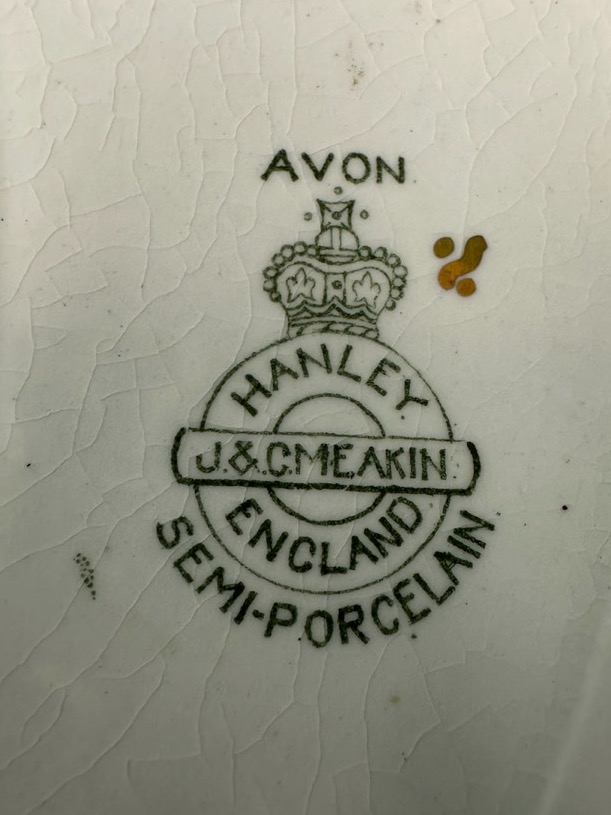 AVON
HANLEY
J.& G.MEAKIN
ENGLAND
SEMI-PORCELAIN